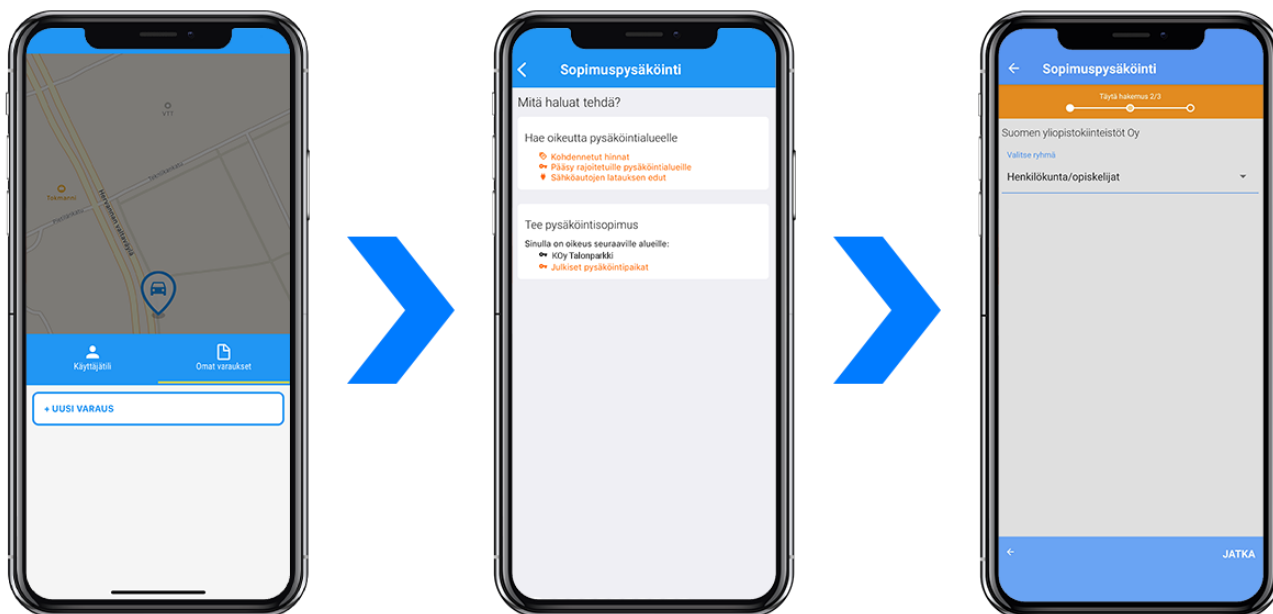 YTT
Tokmanni
Hervannan valtaväylä
Käyttäjätili
Omat varaukset
+ UUSI VARAUS
Sopimuspysäköinti
Mitä haluat tehdä?
Hae oikeutta pysäköintialueelle
Kohdennetut hinnat
Pääsy rajoitetuille pysäköintialueille
Sähköautojen latauksen edut
Tee pysäköintisopimus
Sinulla on oikeus seuraaville alueille:
KOy Talonparkki
Julkiset pysäköintipaikat
Sopimuspysäköinti
Täytä hakemus 2/3
Suomen yliopistokiinteistöt Oy
Valitse ryhmä
Henkilökunta/opiskelijat
JATKA